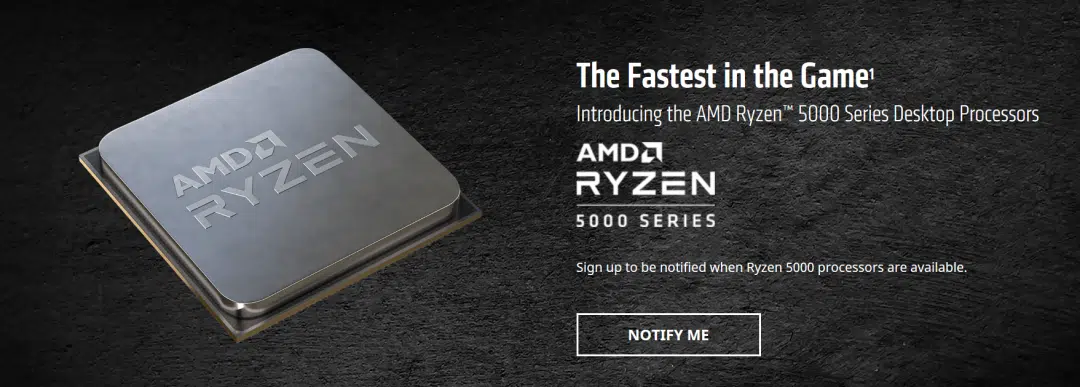 AMD
RYZEN
The Fastest in the Game¹
Introducing the AMD Ryzen™ 5000 Series Desktop Processors
AMD
RYZEN
5000 SERIES
Sign up to be notified when Ryzen 5000 processors are available.
NOTIFY ME